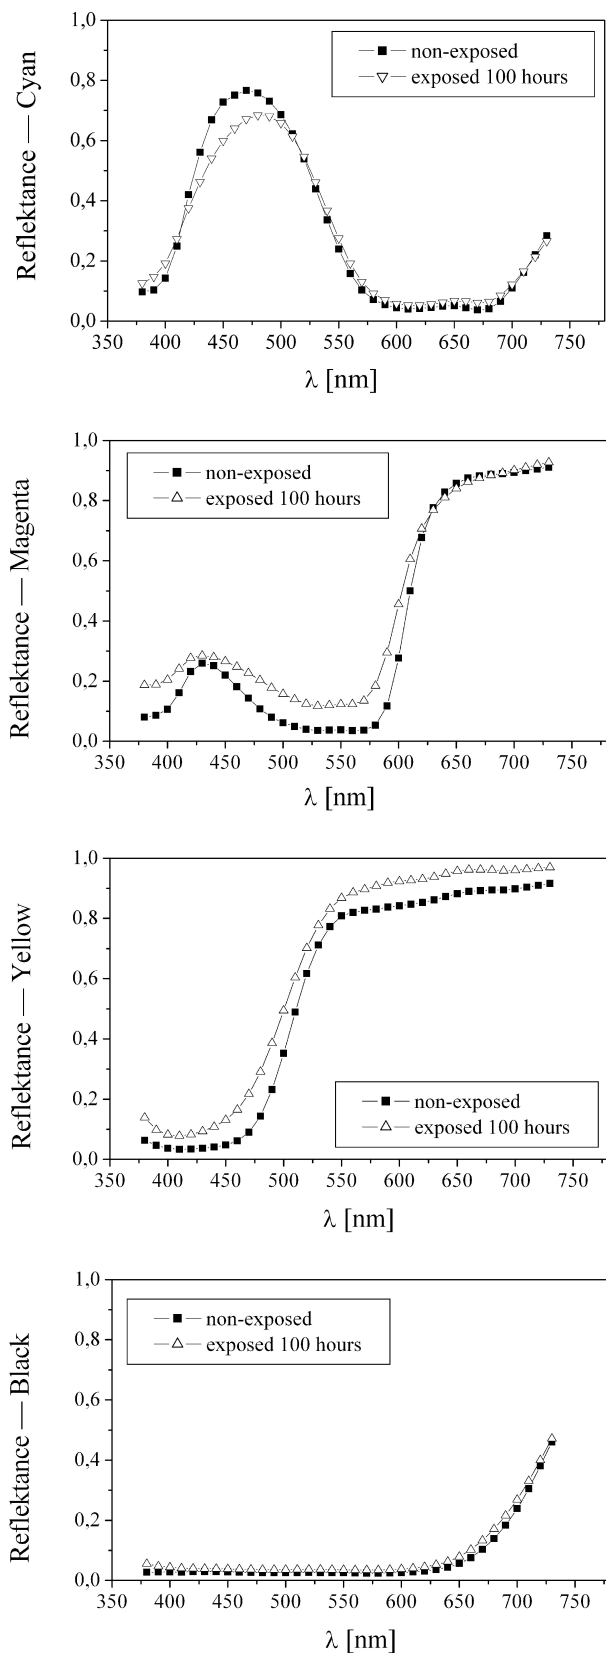 Reflektance — Cyan
1,0
0,8
0,6
0,4
0,2
0,0
non-exposed
exposed 100 hours
350 400 450 500 550 600 650 700 750
λ [nm]
Reflektance — Magenta
1,0
0,8
0,6
0,4
0,2
0,0
non-exposed
exposed 100 hours
350 400 450 500 550 600 650 700 750
λ [nm]
Reflektance — Yellow
1,0
0,8
0,6
0,4
0,2
0,0
non-exposed
exposed 100 hours
350 400 450 500 550 600 650 700 750
λ [nm]
Reflektance — Black
1,0
0,8
0,6
0,4
0,2
0,0
non-exposed
exposed 100 hours
350 400 450 500 550 600 650 700 750
λ [nm]